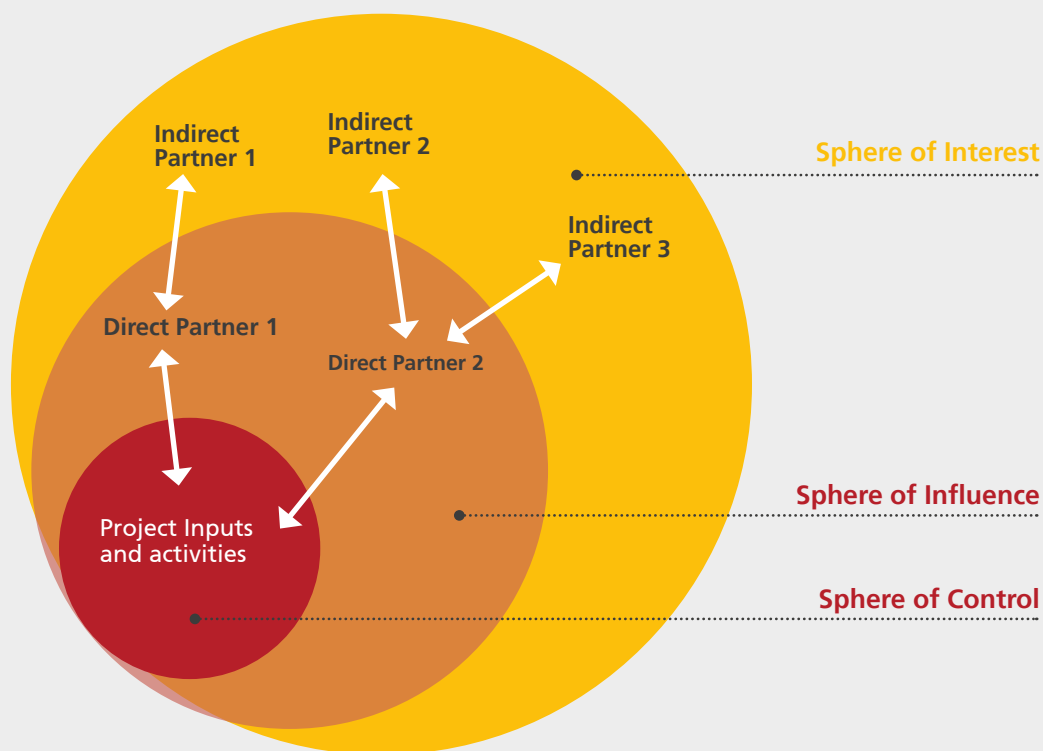 Indirect
Partner 1
Indirect
Partner 2
Sphere of Interest
Indirect
Partner 3
Direct Partner 1
Direct Partner 2
Sphere of Influence
Project Inputs
and activities
Sphere of Control